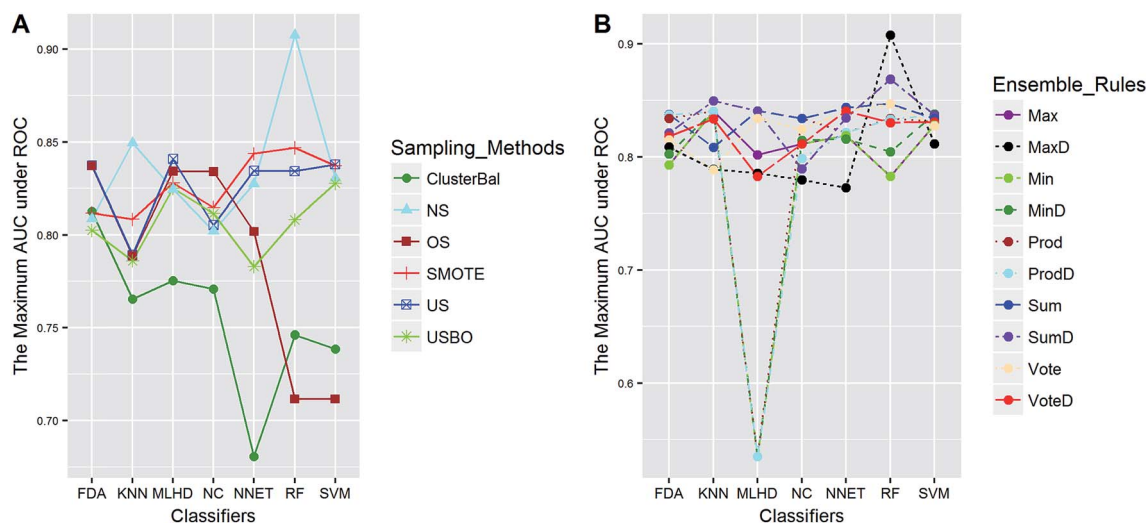 A
The Maximum AUC under ROC
0.90
0.85
0.80
0.75
0.70
FDA KNN MLHD NC NNET RF SVM
Classifiers
Sampling_Methods
ClusterBal
NS
OS
SMOTE
US
USBO
B
The Maximum AUC under ROC
0.9
0.8
0.7
0.6
FDA KNN MLHD NC NNET RF SVM
Classifiers
Ensemble_Rules
Max
MaxD
Min
MinD
Prod
ProdD
Sum
SumD
Vote
VoteD